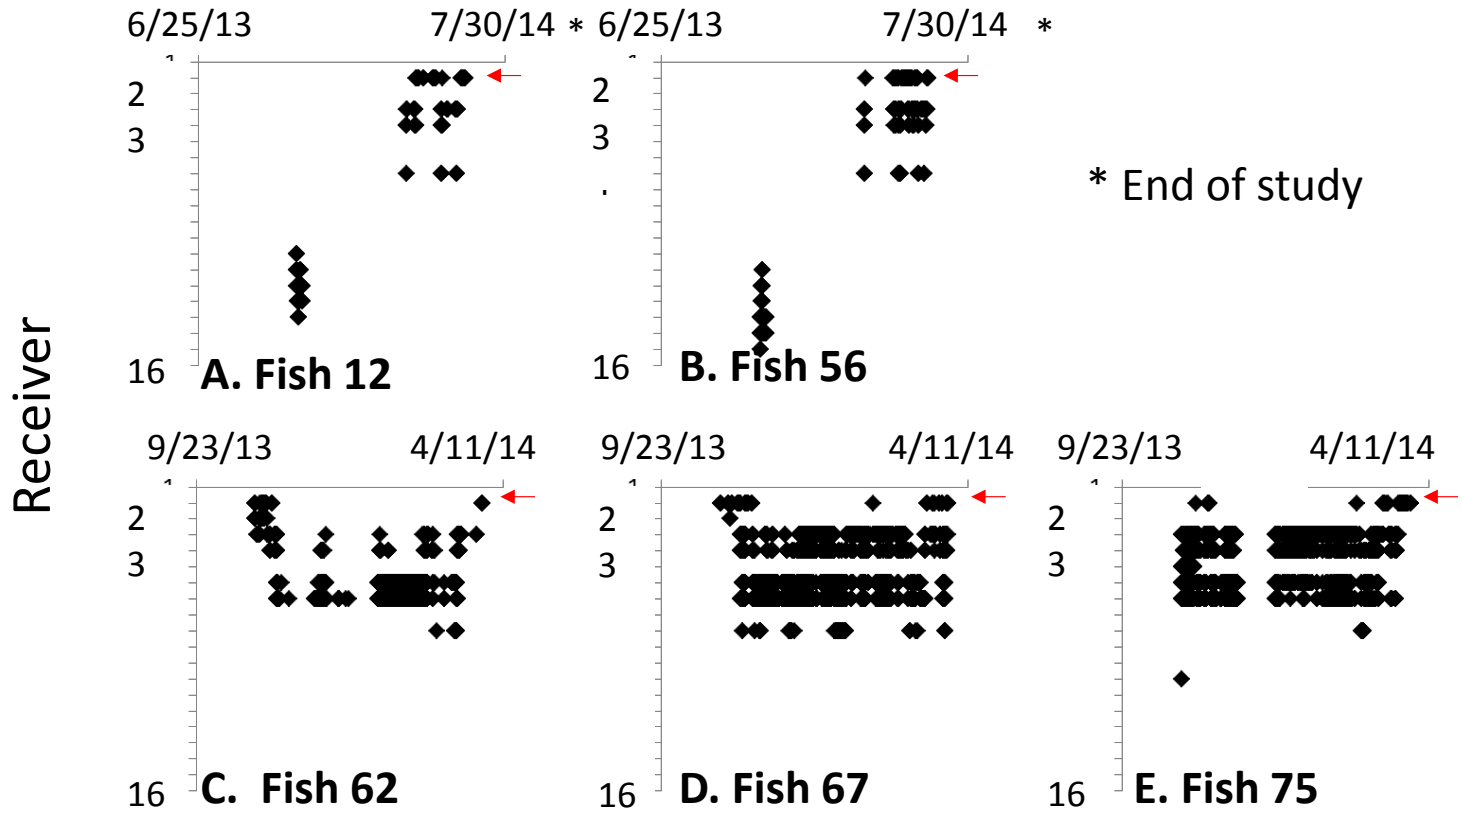 6/25/13 7/30/14 * 6/25/13 7/30/14 *
2 2
3 3
* End of study
16 A. Fish 12 16 B. Fish 56
Receiver
9/23/13 4/11/14 9/23/13 4/11/14 9/23/13 4/11/14
2 2 2
3 3 3
16 C. Fish 62 16 D. Fish 67 16 E. Fish 75